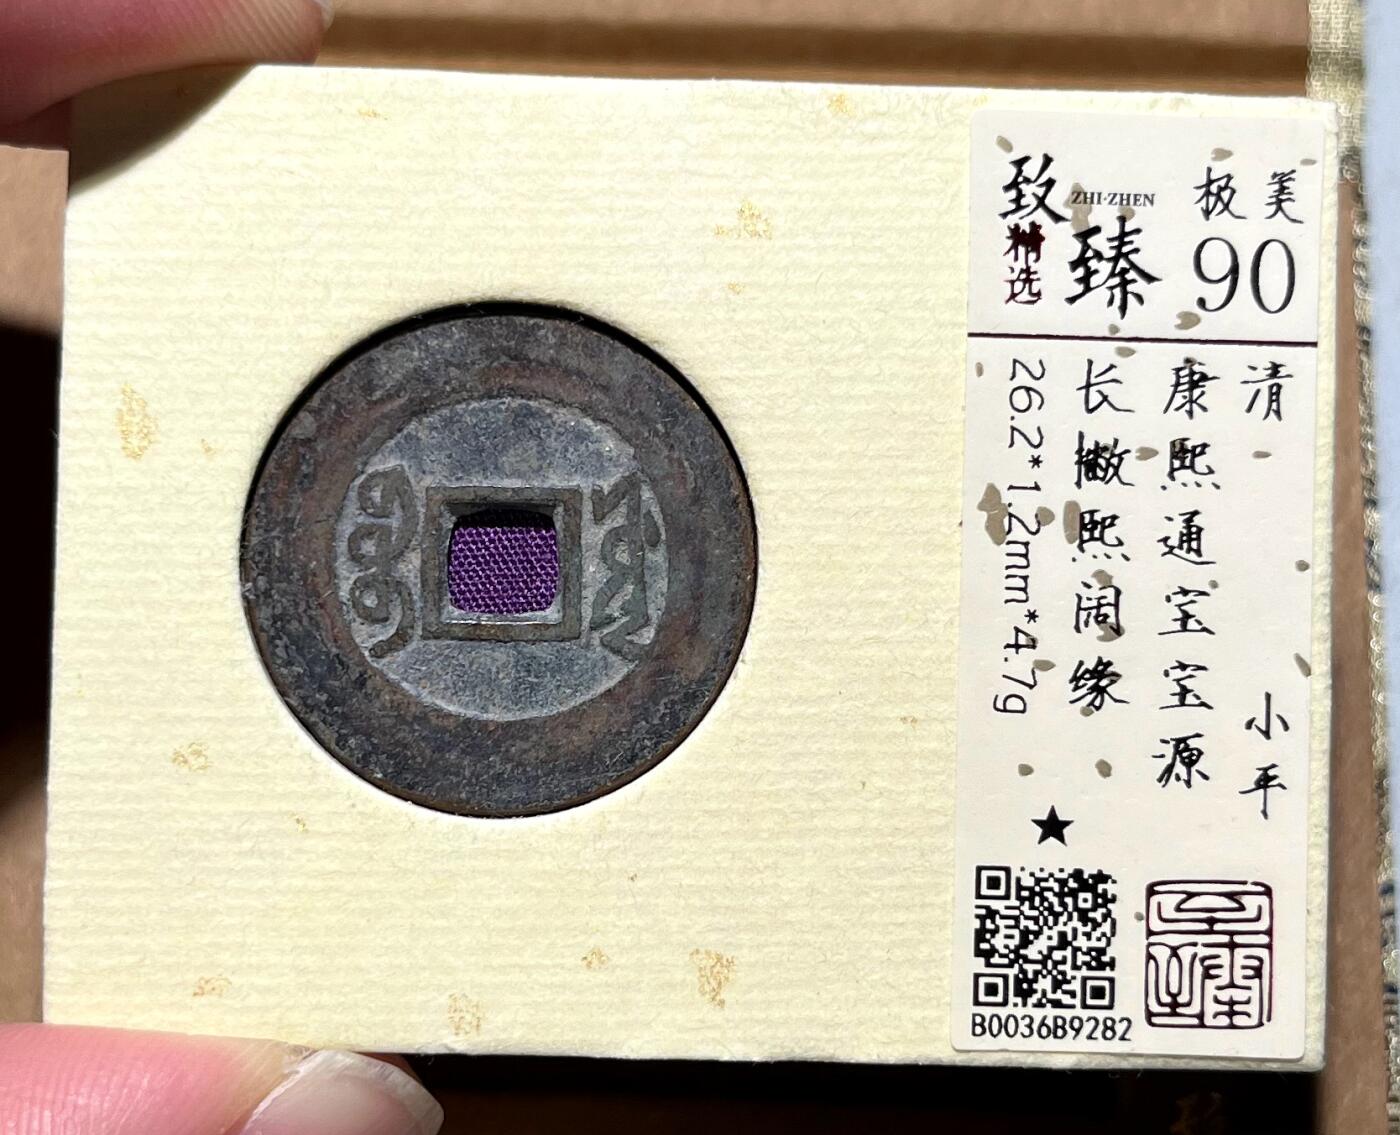 致臻
ZHI·ZHEN
精选
极美
90
清 小平
康熙通宝宝源
长撇熙阔缘
26.2*1.2mm*4.7g
★
B0036B9282